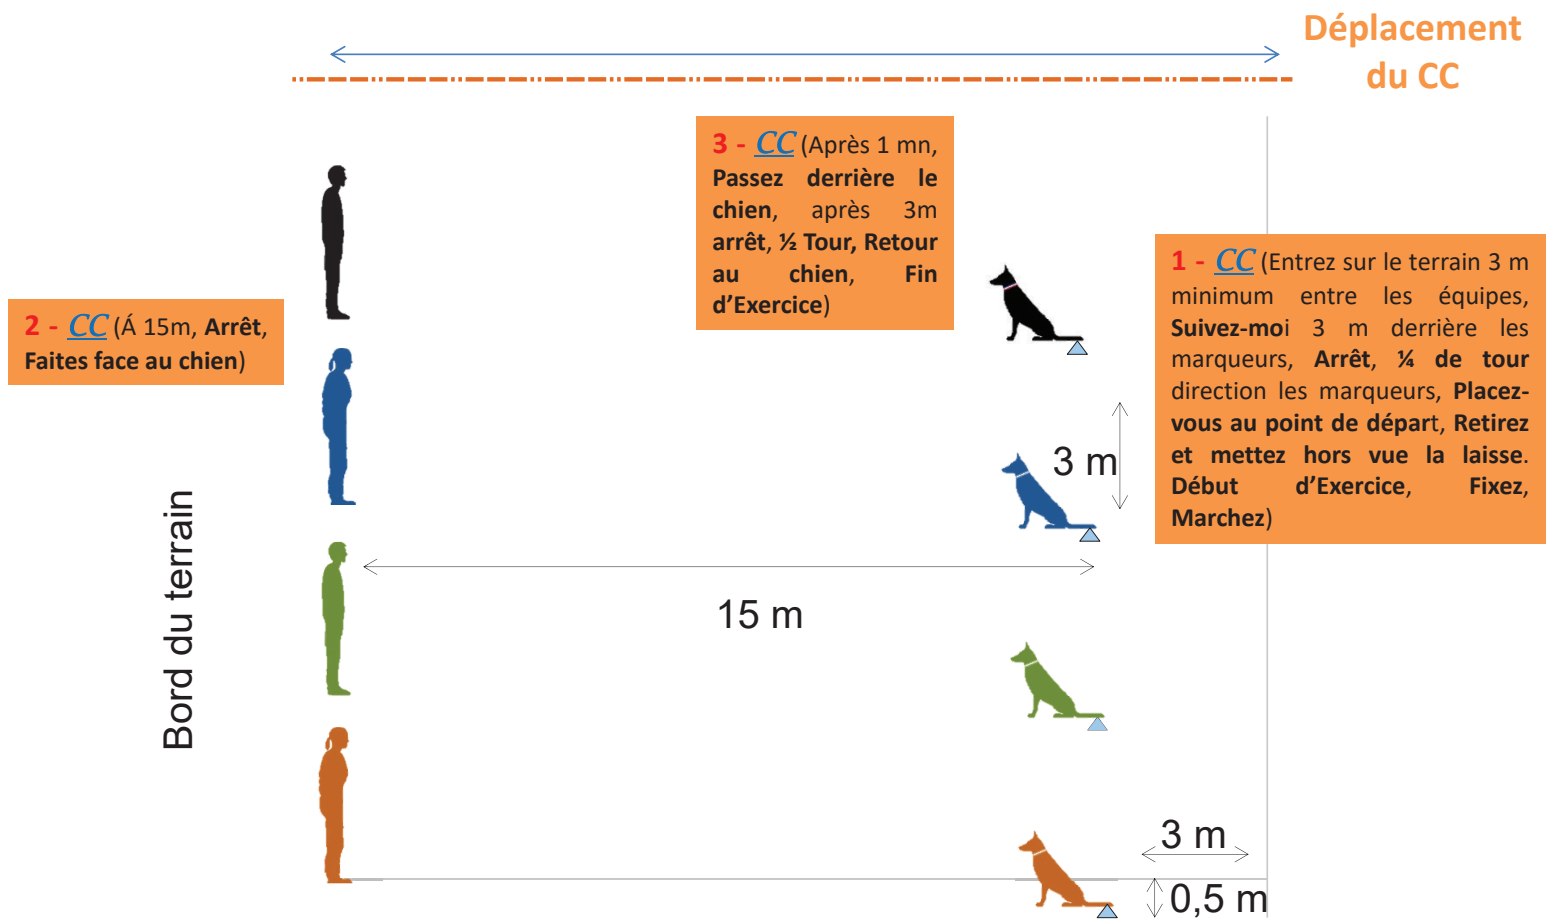 Déplacement
du CC
3 - CC (Après 1 mn,
Passez derrière le
chien, après 3m
arrêt, ½ Tour, Retour
au chien, Fin
d’Exercice)
1 - CC (Entrez sur le terrain 3 m
minimum entre les équipes,
Suivez-moi 3 m derrière les
marqueurs, Arrêt, ¼ de tour
direction les marqueurs, Placez-
vous au point de départ, Retirez
et mettez hors vue la laisse.
Début d’Exercice, Fixez,
Marchez)
2 - CC (Á 15m, Arrêt,
Faites face au chien)
3 m
Bord du terrain
15 m
3 m
0,5 m